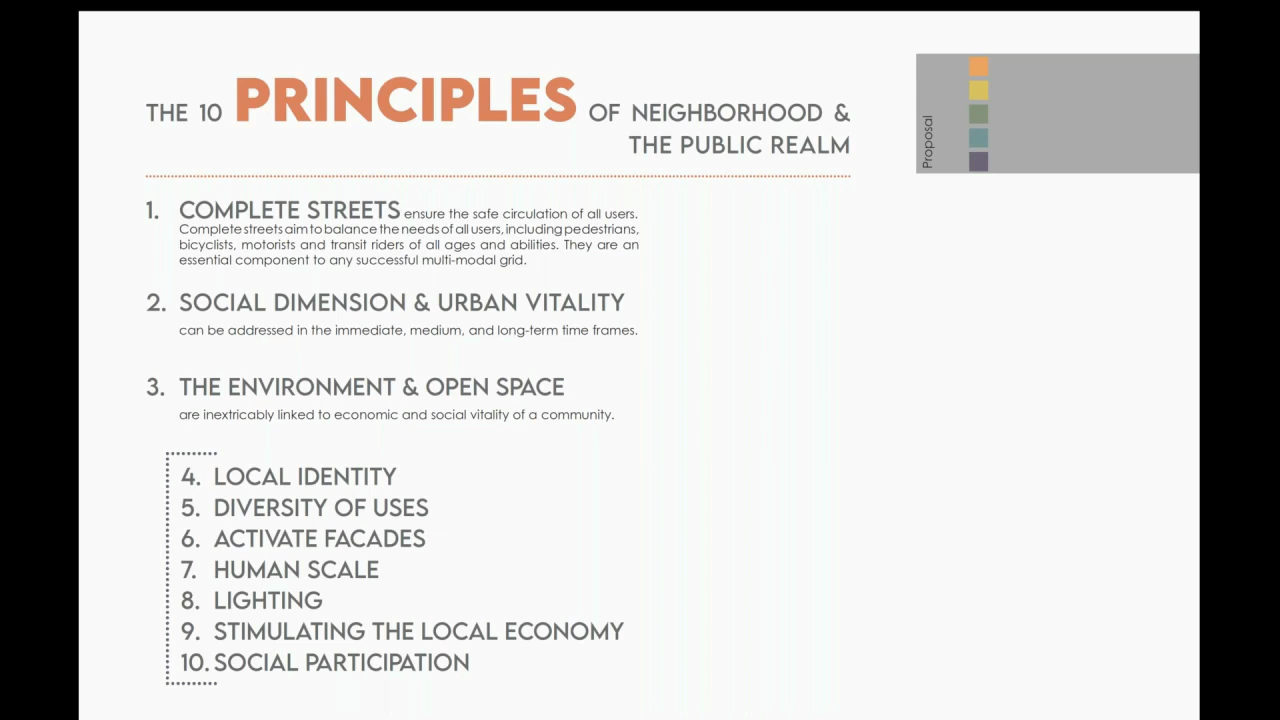 THE 10 PRINCIPLES OF NEIGHBORHOOD &
THE PUBLIC REALM
Proposal
1. COMPLETE STREETS ensure the safe circulation of all users.
Complete streets aim to balance the needs of all users, including pedestrians,
bicyclists, motorists and transit riders of all ages and abilities. They are an
essential component to any successful multi-modal grid.
2. SOCIAL DIMENSION & URBAN VITALITY
can be addressed in the immediate, medium, and long-term time frames.
3. THE ENVIRONMENT & OPEN SPACE
are inextricably linked to economic and social vitality of a community.
4. LOCAL IDENTITY
5. DIVERSITY OF USES
6. ACTIVATE FACADES
7. HUMAN SCALE
8. LIGHTING
9. STIMULATING THE LOCAL ECONOMY
10. SOCIAL PARTICIPATION